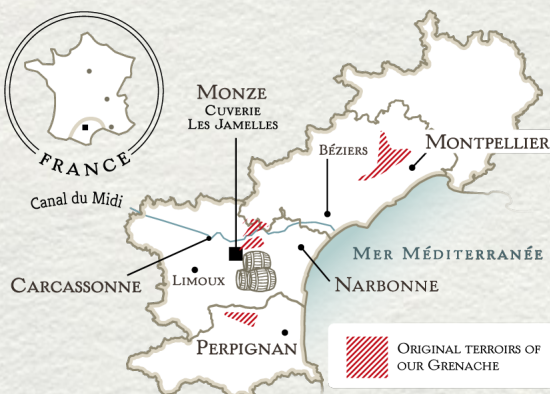 FRANCE
MONZE
CUVERIE
LES JAMELLES
BÉZIERS
MONTPELLIER
Canal du Midi
MER MÉDITERRANÉE
CARCASSONNE
LIMOUX
NARBONNE
PERPIGNAN
ORIGINAL TERROIRS OF
OUR GRENACHE